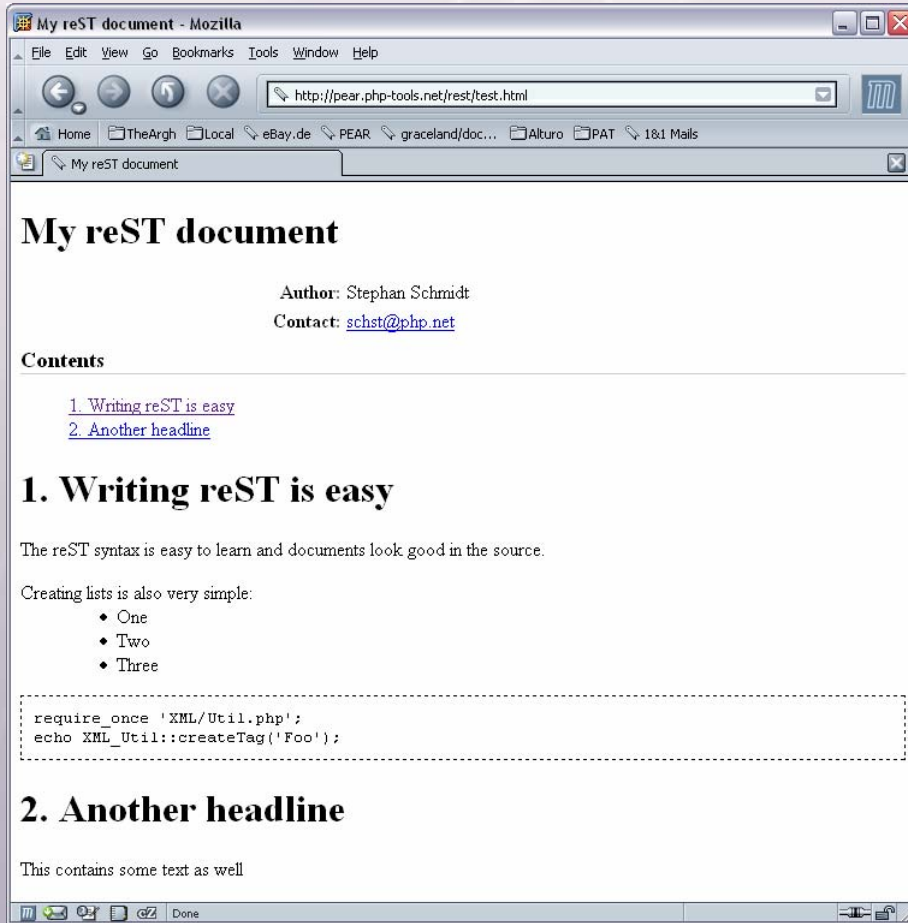 My reST document - Mozilla
File Edit View Go Bookmarks Tools Window Help
http://pear.php-tools.net/rest/test.html
Home TheArgh Local eBay.de PEAR graceland/doc... Alturo PAT 1&1 Mails
My reST document
My reST document
Author: Stephan Schmidt
Contact: schst@php.net
Contents
1. Writing reST is easy
2. Another headline
1. Writing reST is easy
The reST syntax is easy to learn and documents look good in the source.
Creating lists is also very simple:
• One
• Two
• Three
require_once 'XML/Util.php';
echo XML_Util::createTag('Foo');
2. Another headline
This contains some text as well
Done